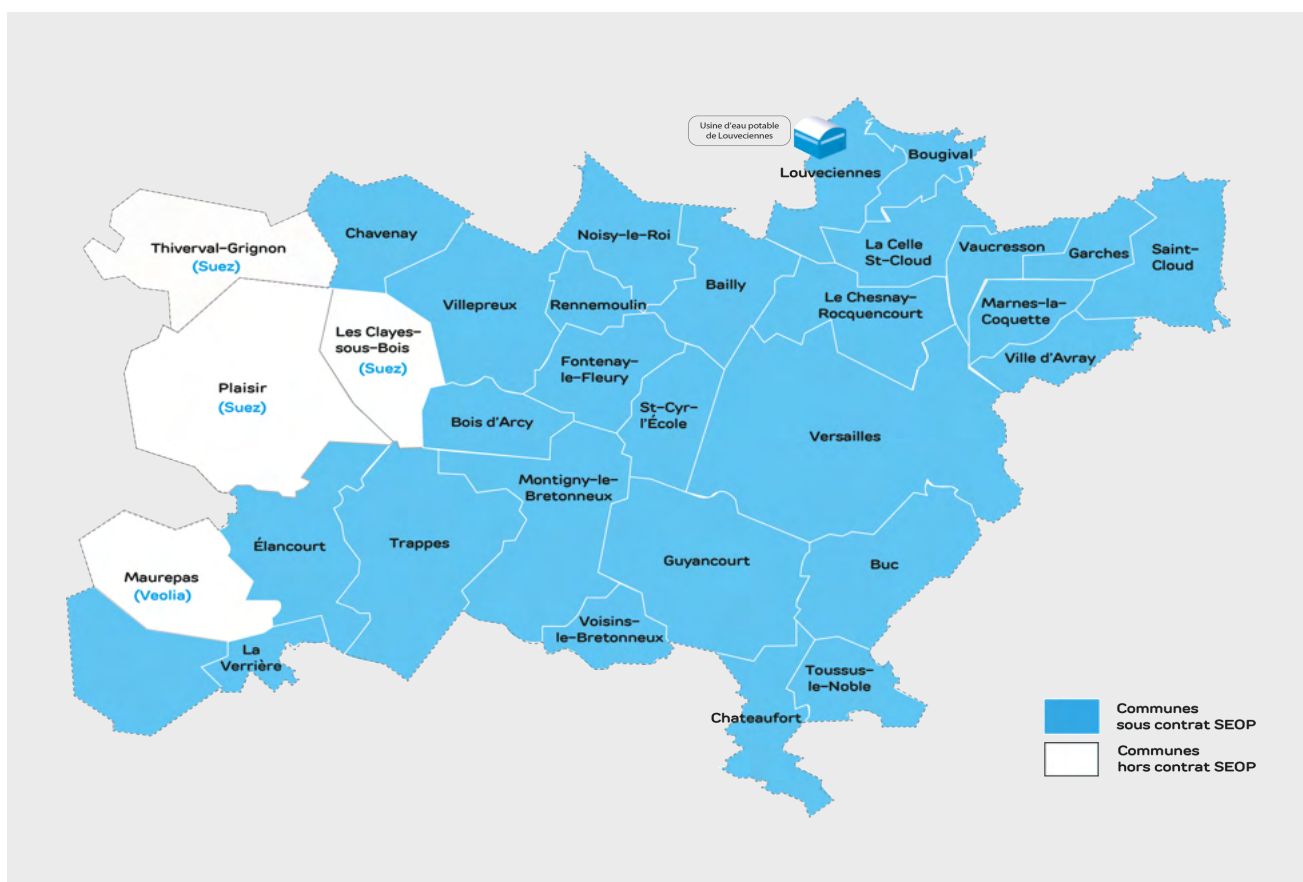 Usine d'eau potable
de Louveciennes
Louveciennes
Bougival
Chavenay
Noisy-le-Roi
Thiverval-Grignon
(Suez)
La Celle
St-Cloud
Vaucresson
Garches
Saint-
Cloud
Villepreux
Rennemoulin
Bailly
Le Chesnay-
Rocquencourt
Marnes-la-
Coquette
Les Clayes-
sous-Bois
(Suez)
Fontenay-
le-Fleury
Ville d'Avray
Plaisir
(Suez)
Bois d'Arcy
St-Cyr-
l'École
Versailles
Montigny-le-
Bretonneux
Élancourt
Trappes
Guyancourt
Buc
Maurepas
(Veolia)
Voisins-
le-Bretonneux
La
Verrière
Toussus-
le-Noble
Chateaufort
Communes
sous contrat SEOP
Communes
hors contrat SEOP